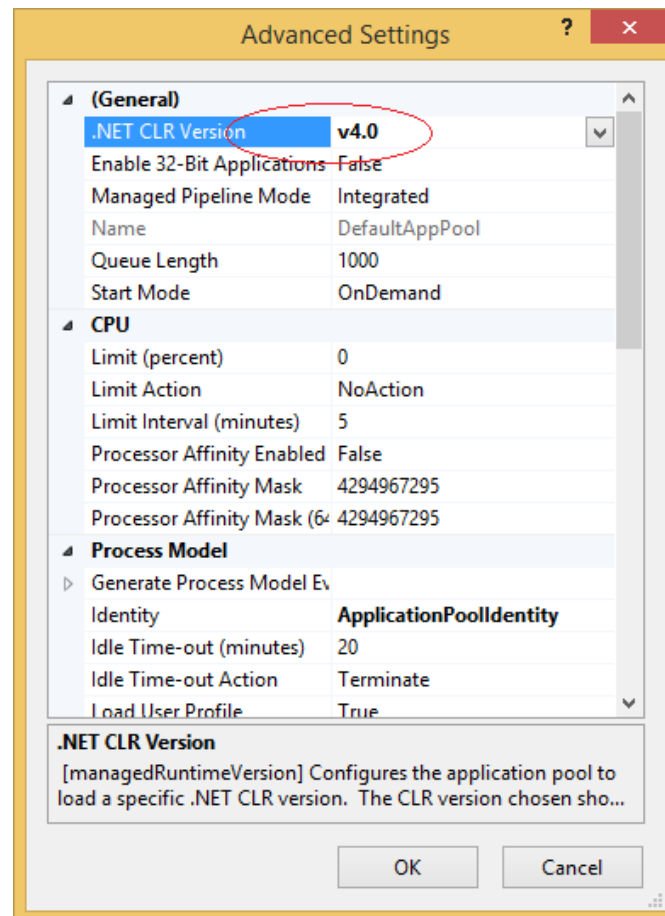 Advanced Settings
? ×
(General)
.NET CLR Version v4.0
Enable 32-Bit Applications False
Managed Pipeline Mode Integrated
Name DefaultAppPool
Queue Length 1000
Start Mode OnDemand
CPU
Limit (percent) 0
Limit Action NoAction
Limit Interval (minutes) 5
Processor Affinity Enabled False
Processor Affinity Mask 4294967295
Processor Affinity Mask (64 4294967295
Process Model
Generate Process Model Ev
Identity ApplicationPoolIdentity
Idle Time-out (minutes) 20
Idle Time-out Action Terminate
Load User Profile True
.NET CLR Version
[managedRuntimeVersion] Configures the application pool to
load a specific .NET CLR version. The CLR version chosen sho...
OK Cancel